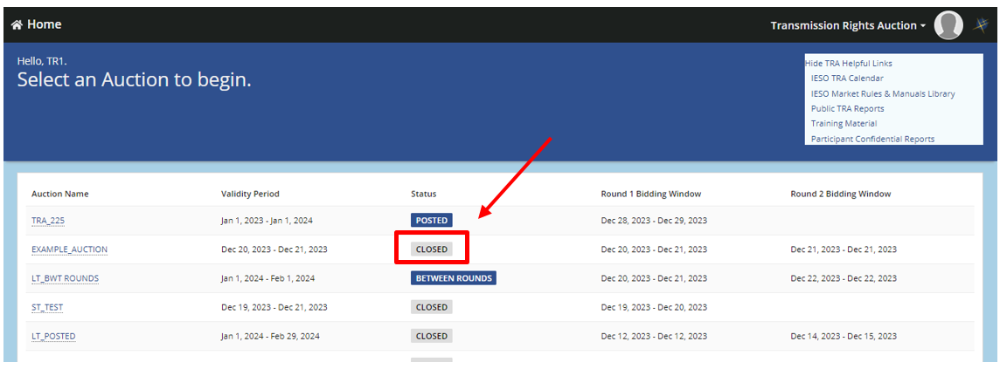 Home
Transmission Rights Auction
Hello, TR1.
Select an Auction to begin.
Hide TRA Helpful Links
IESO TRA Calendar
IESO Market Rules & Manuals Library
Public TRA Reports
Training Material
Participant Confidential Reports
Auction Name Validity Period Status Round 1 Bidding Window Round 2 Bidding Window
TRA_225 Jan 1, 2023 - Jan 1, 2024 POSTED Dec 28, 2023 - Dec 29, 2023
EXAMPLE_AUCTION Dec 20, 2023 - Dec 21, 2023 CLOSED Dec 20, 2023 - Dec 21, 2023 Dec 21, 2023 - Dec 21, 2023
LT_BWT ROUNDS Jan 1, 2024 - Feb 1, 2024 BETWEEN ROUNDS Dec 20, 2023 - Dec 21, 2023 Dec 22, 2023 - Dec 22, 2023
ST_TEST Dec 19, 2023 - Dec 21, 2023 CLOSED Dec 19, 2023 - Dec 20, 2023
LT_POSTED Jan 1, 2024 - Feb 29, 2024 CLOSED Dec 12, 2023 - Dec 12, 2023 Dec 14, 2023 - Dec 15, 2023